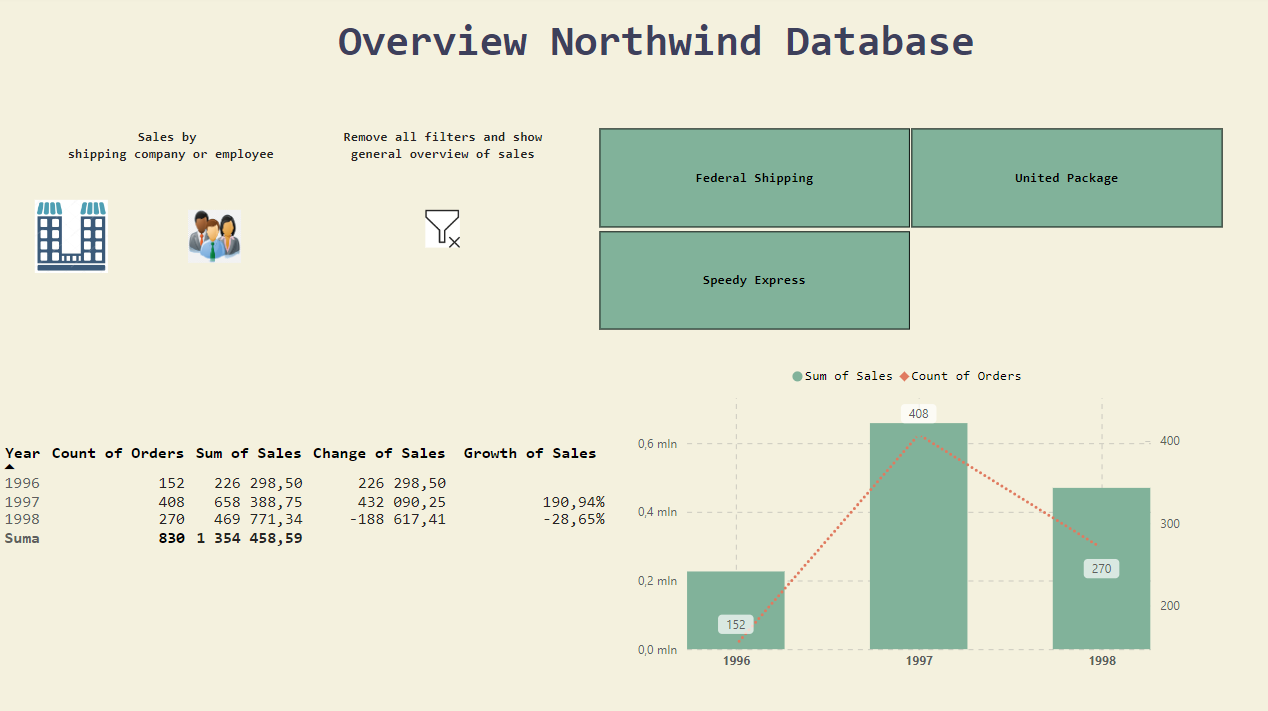 Overview Northwind Database
Sales by
shipping company or employee
Remove all filters and show
general overview of sales
Federal Shipping
United Package
Speedy Express
Year Count of Orders Sum of Sales Change of Sales Growth of Sales
1996 152 226 298,50 226 298,50
1997 408 658 388,75 432 090,25 190,94%
1998 270 469 771,34 -188 617,41 -28,65%
Suma 830 1 354 458,59
Sum of Sales Count of Orders
0,6 mln
0,4 mln
0,2 mln
0,0 mln
408
152
270
400
300
200
1996 1997 1998